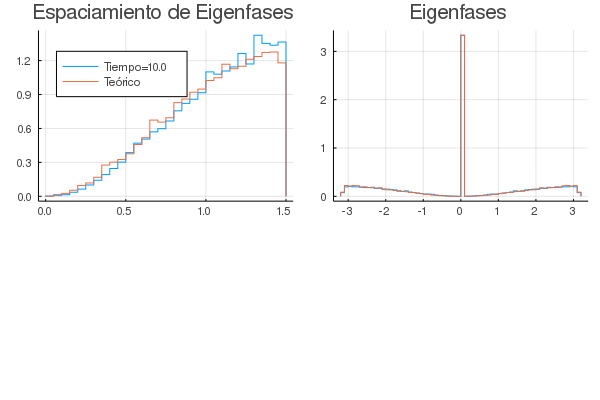 Espaciamiento de Eigenfases
Tiempo=10.0
Teórico
1.2
0.9
0.6
0.3
0.0
0.0 0.5 1.0 1.5
Eigenfases
3
2
1
0
-3 -2 -1 0 1 2 3